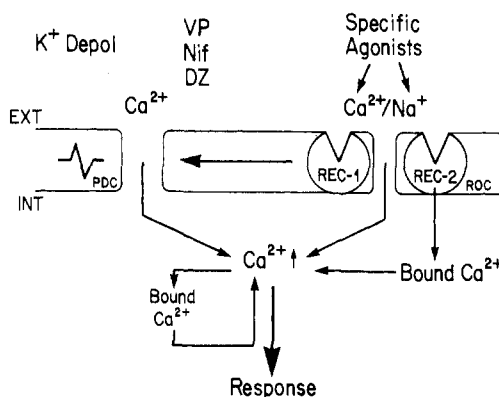 K+ Depol
VP
Nif
DZ
Specific
Agonists
EXT
Ca2+
Ca2+/Na+
PDC
REC-1
REC-2
ROC
INT
Ca2+
Bound Ca2+
Bound
Ca2+
Response